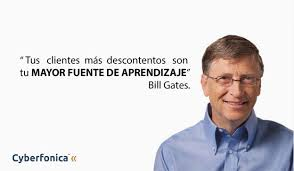 “ Tus clientes más descontentos son
tu MAYOR FUENTE DE APRENDIZAJE”
Bill Gates.
Cyberfonica «